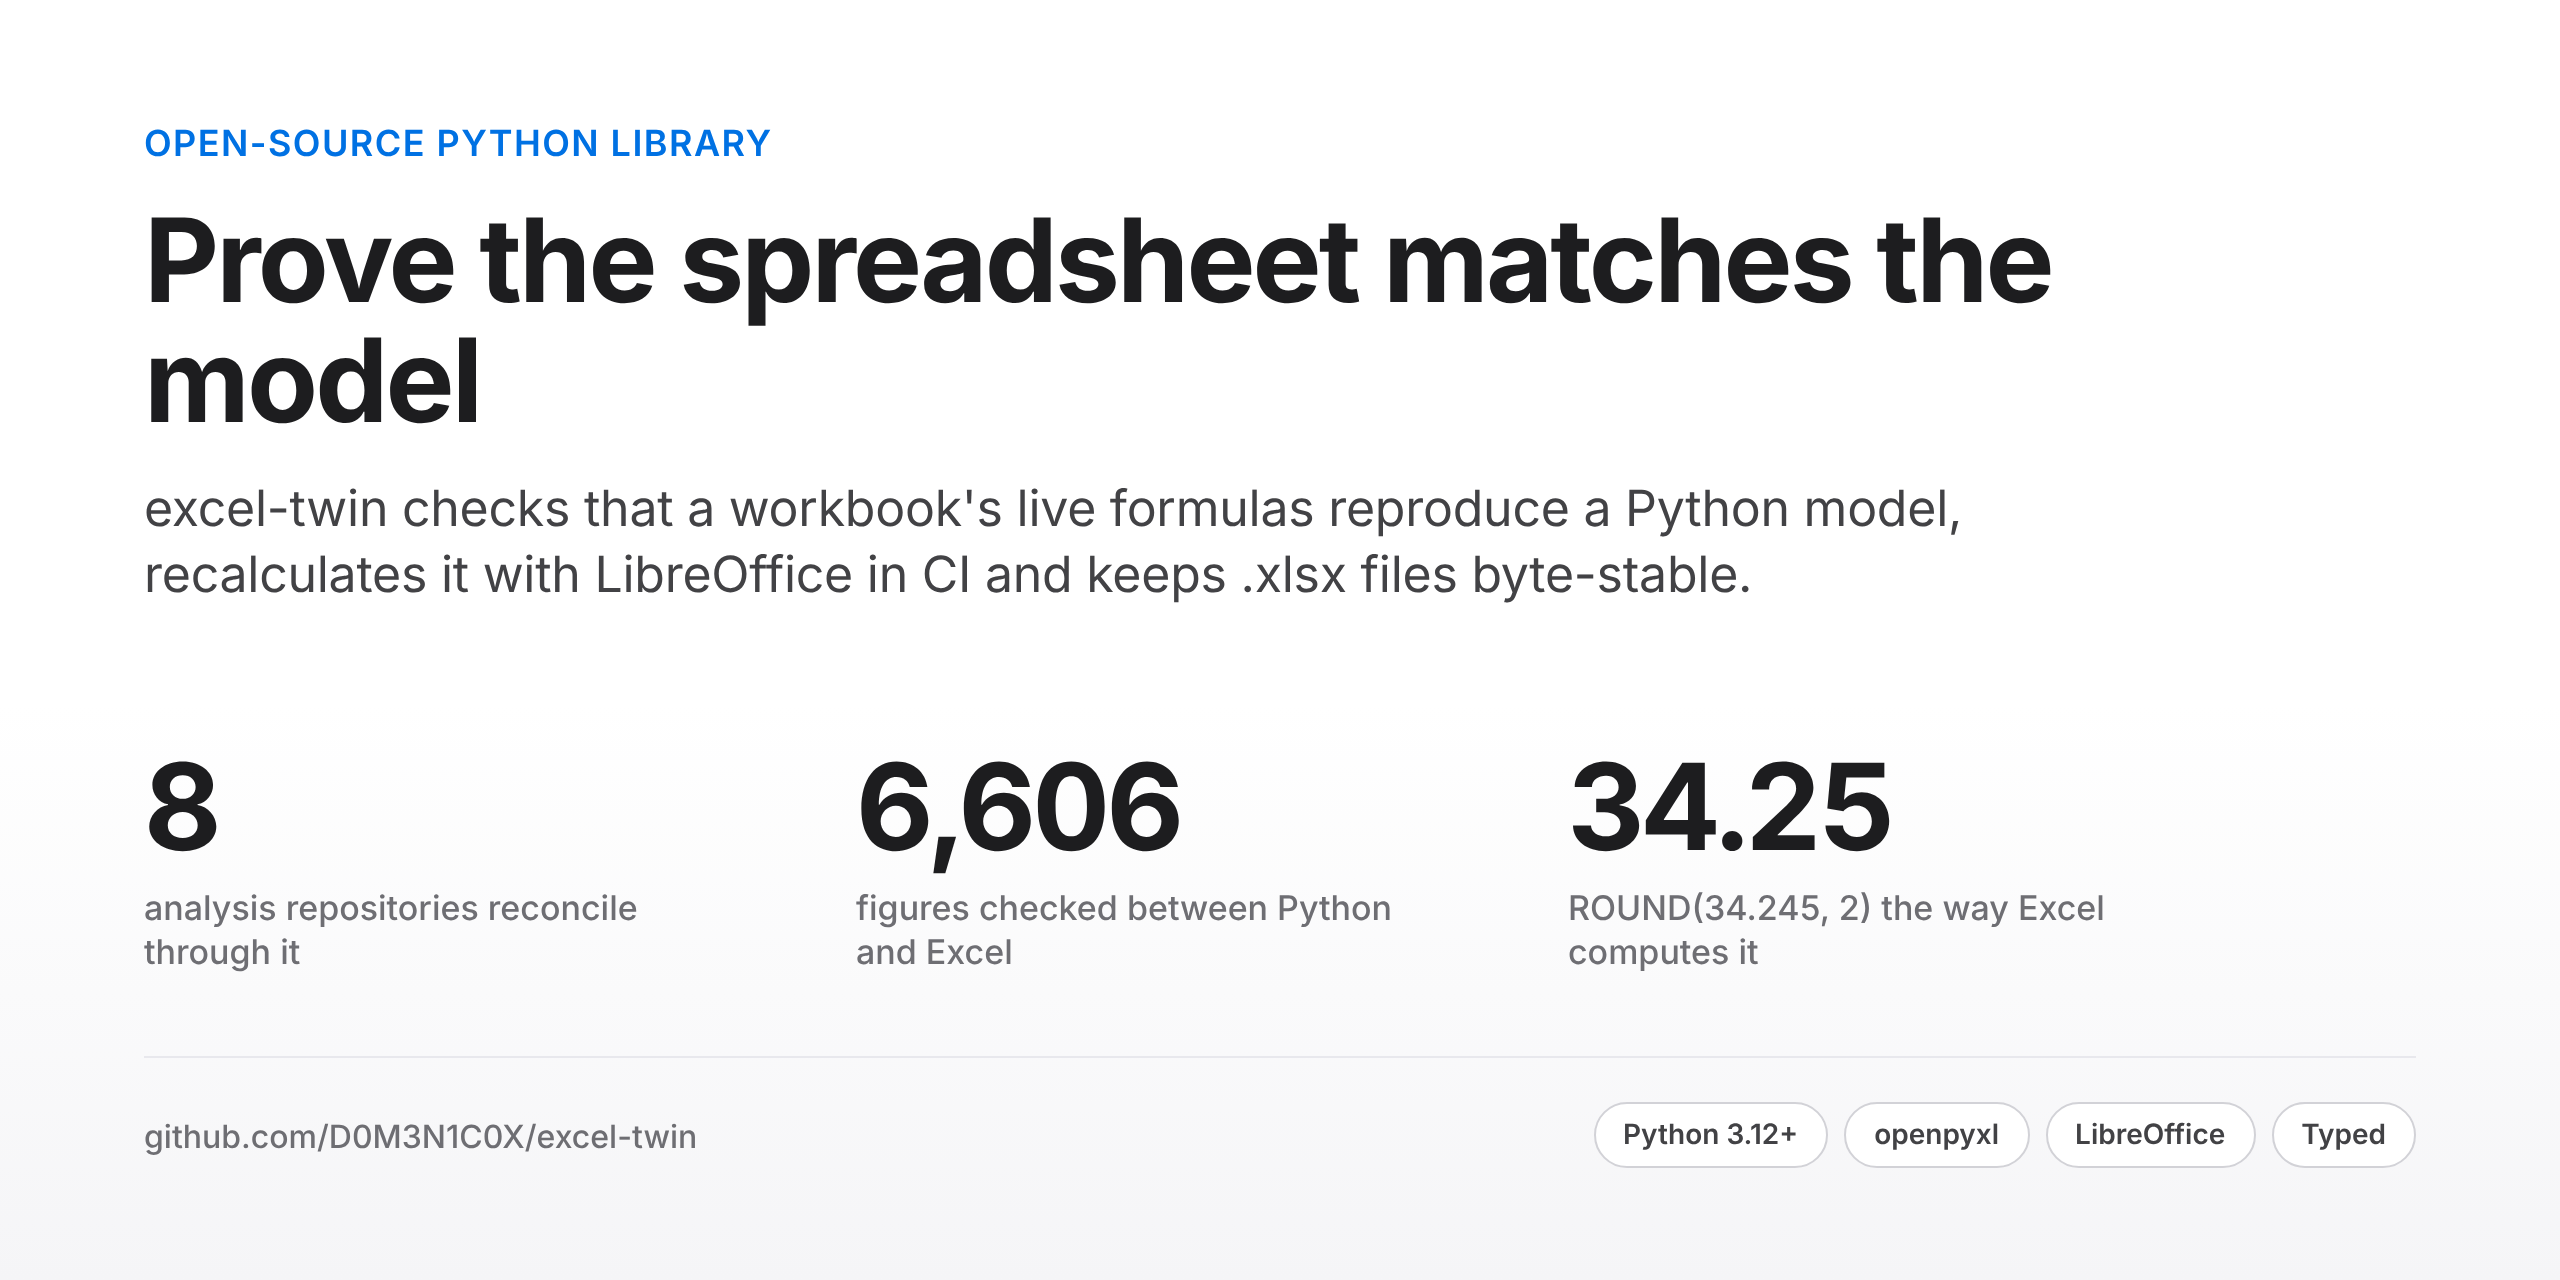 OPEN-SOURCE PYTHON LIBRARY
Prove the spreadsheet matches the
model
excel-twin checks that a workbook's live formulas reproduce a Python model,
recalculates it with LibreOffice in CI and keeps .xlsx files byte-stable.
8
analysis repositories reconcile
through it
6,606
figures checked between Python
and Excel
34.25
ROUND(34.245, 2) the way Excel
computes it
github.com/D0M3N1C0X/excel-twin
Python 3.12+
openpyxl
LibreOffice
Typed